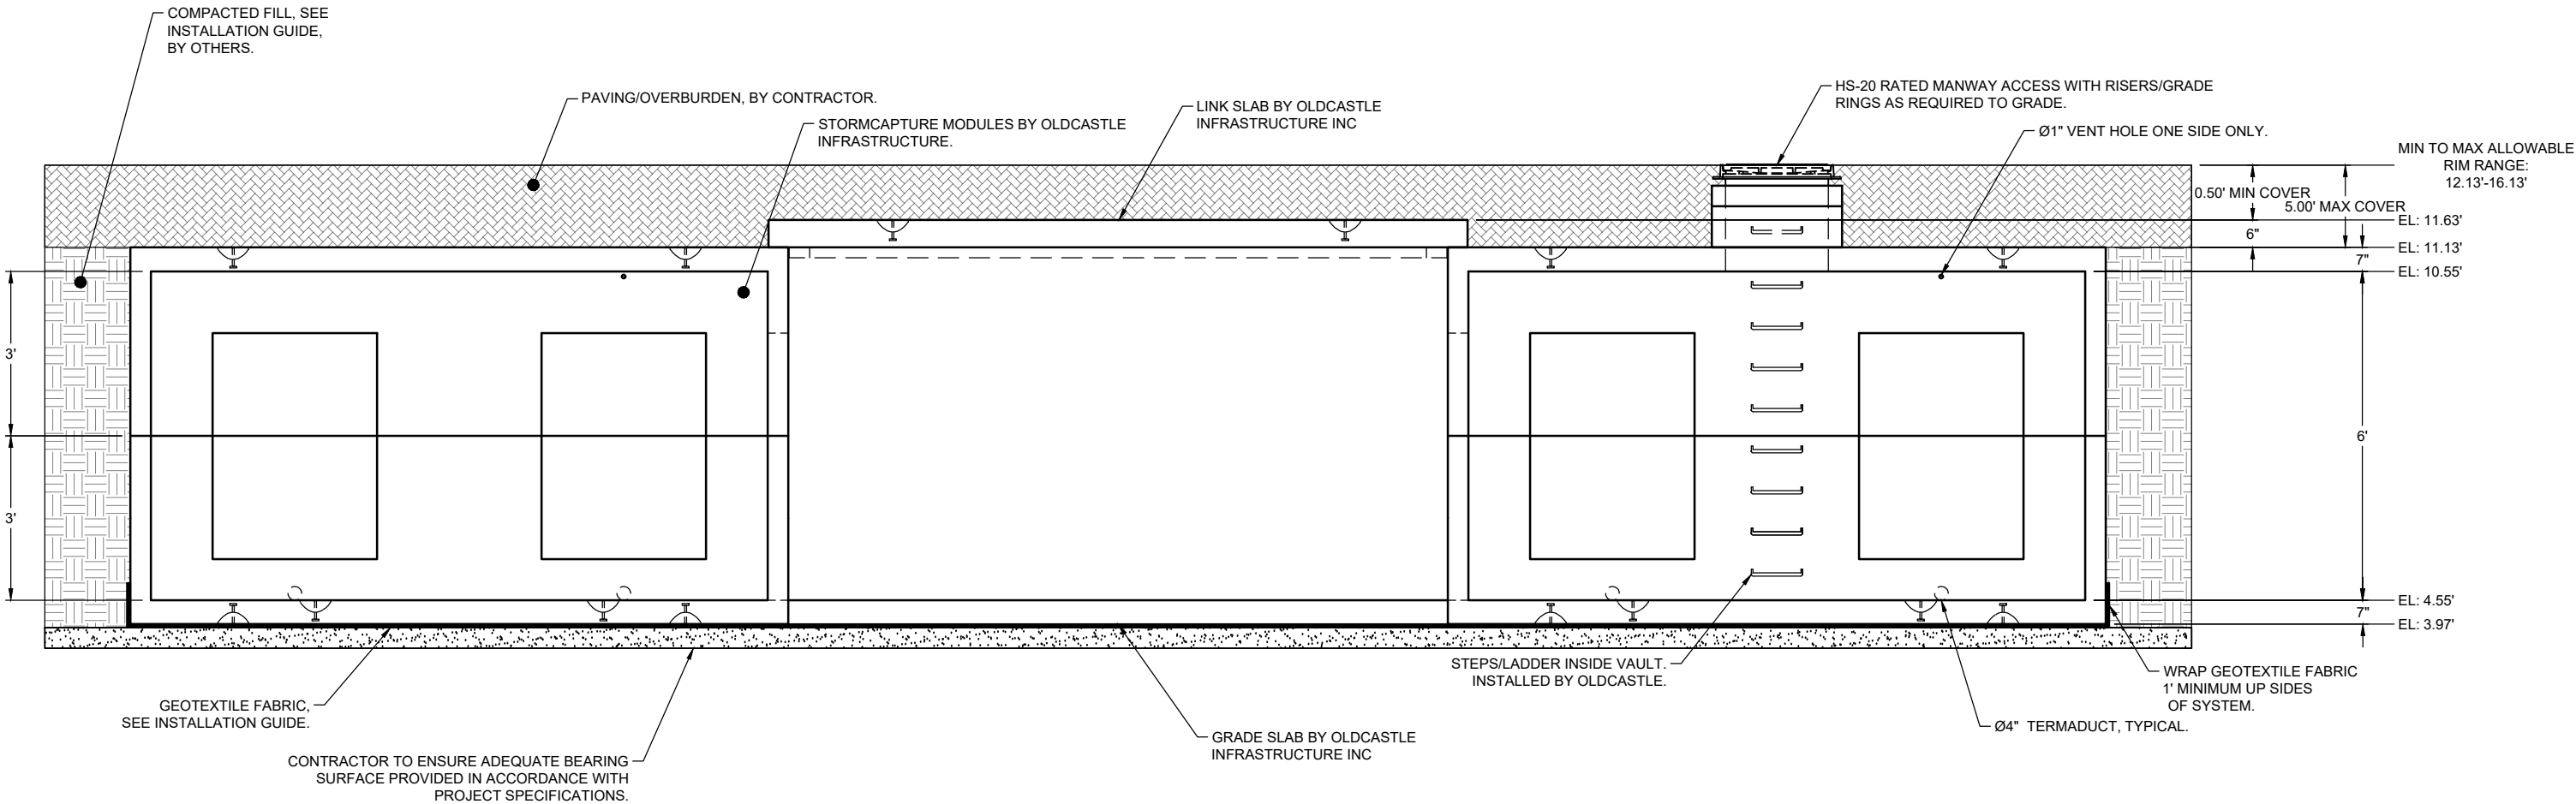 COMPACTED FILL, SEE
INSTALLATION GUIDE,
BY OTHERS.
PAVING/OVERBURDEN, BY CONTRACTOR.
STORMCAPTURE MODULES BY OLDCASTLE
INFRASTRUCTURE.
LINK SLAB BY OLDCASTLE
INFRASTRUCTURE INC
HS-20 RATED MANWAY ACCESS WITH RISERS/GRADE
RINGS AS REQUIRED TO GRADE.
Ø1" VENT HOLE ONE SIDE ONLY.
MIN TO MAX ALLOWABLE
RIM RANGE:
12.13'-16.13'
0.50' MIN COVER
5.00' MAX COVER
EL: 11.63'
6"
EL: 11.13'
7"
EL: 10.55'
3'
3'
6'
EL: 4.55'
7"
EL: 3.97'
STEPS/LADDER INSIDE VAULT.
INSTALLED BY OLDCASTLE.
WRAP GEOTEXTILE FABRIC
1' MINIMUM UP SIDES
OF SYSTEM.
Ø4" TERMADUCT, TYPICAL.
GEOTEXTILE FABRIC,
SEE INSTALLATION GUIDE.
GRADE SLAB BY OLDCASTLE
INFRASTRUCTURE INC
CONTRACTOR TO ENSURE ADEQUATE BEARING
SURFACE PROVIDED IN ACCORDANCE WITH
PROJECT SPECIFICATIONS.